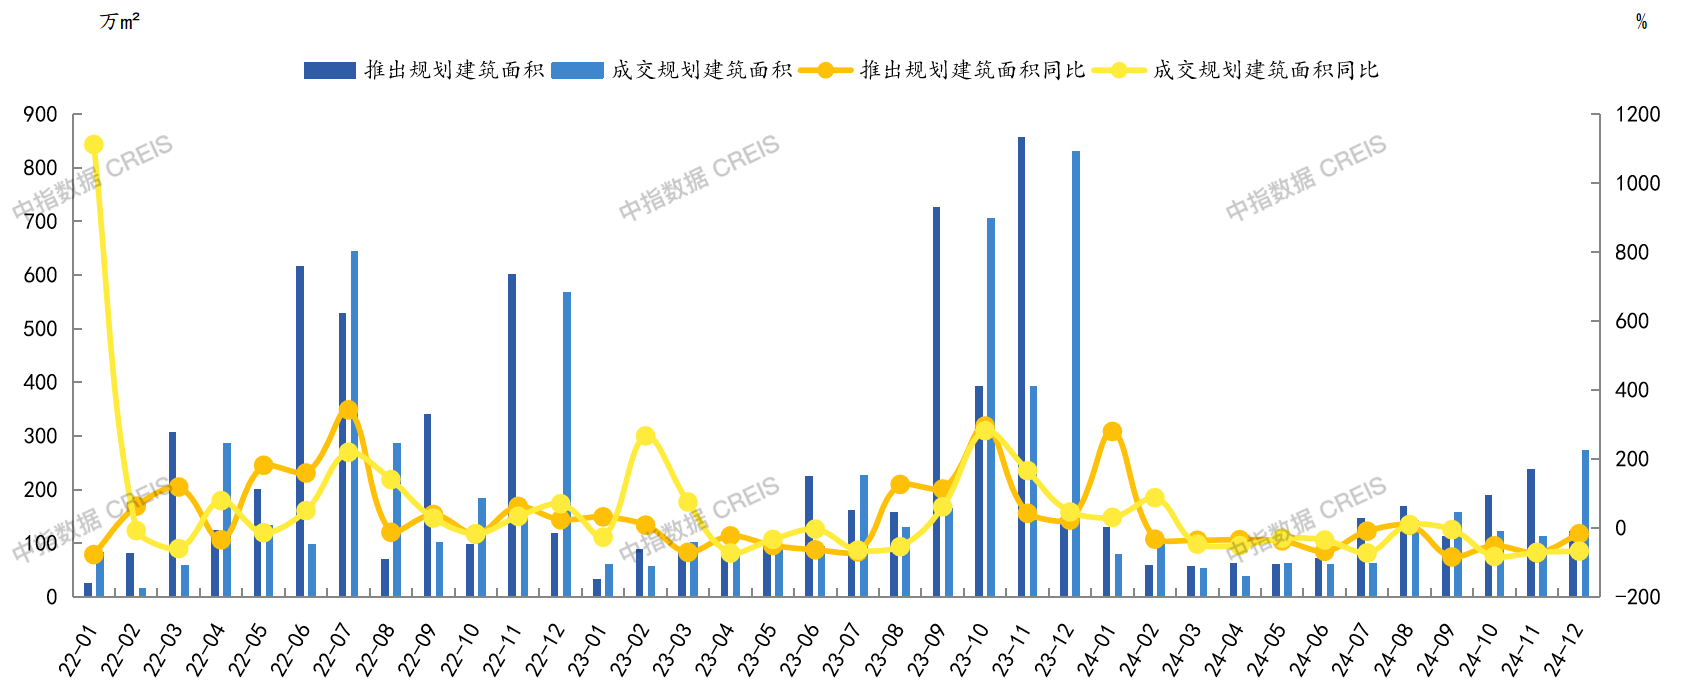 万m²
%
推出规划建筑面积 成交规划建筑面积 推出规划建筑面积同比 成交规划建筑面积同比
900
800
700
600
500
400
300
200
100
0
1200
1000
800
600
400
200
0
-200
中指数据 CREIS
中指数据 CREIS
中指数据 CREIS
中指数据 CREIS
中指数据 CREIS
中指数据 CREIS
22-01 22-02 22-03 22-04 22-05 22-06 22-07 22-08 22-09 22-10 22-11 22-12 23-01 23-02 23-03 23-04 23-05 23-06 23-07 23-08 23-09 23-10 23-11 23-12 24-01 24-02 24-03 24-04 24-05 24-06 24-07 24-08 24-09 24-10 24-11 24-12